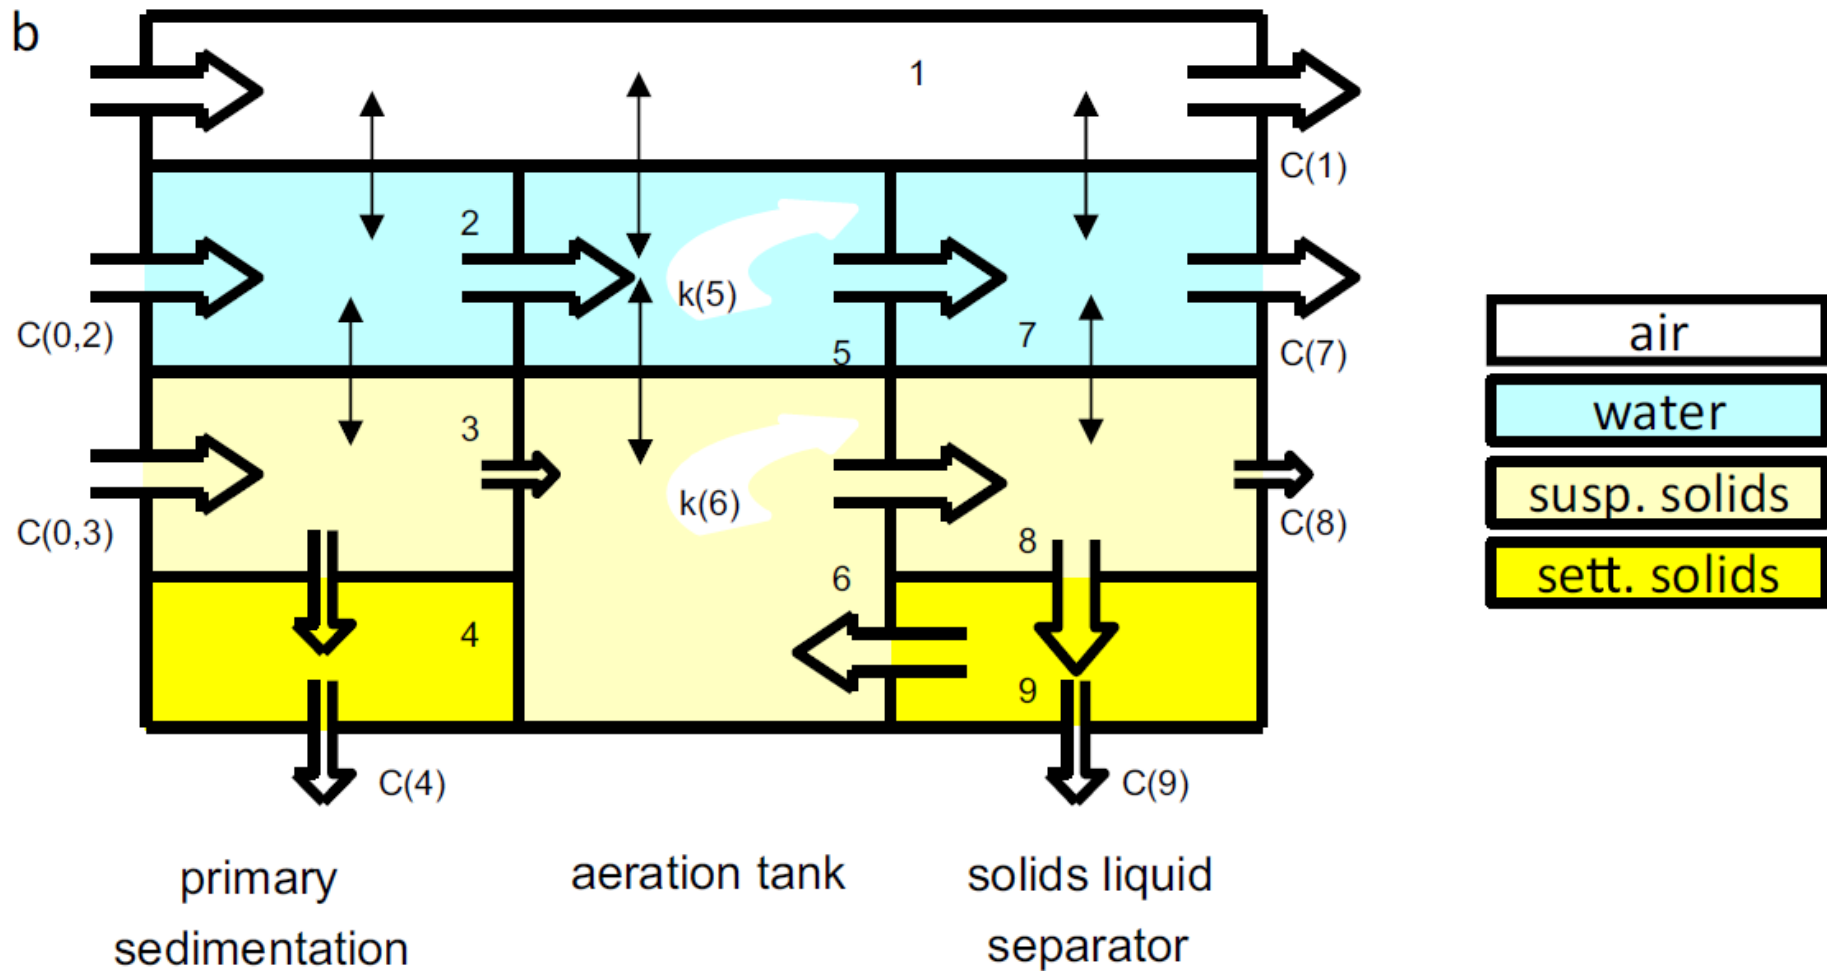 b
1
C(1)
2
k(5)
C(0,2)
5
7
C(7)
3
k(6)
C(0,3)
8
C(8)
6
4
9
C(4)
C(9)
primary
sedimentation
aeration tank
solids liquid
separator
air
water
susp. solids
sett. solids